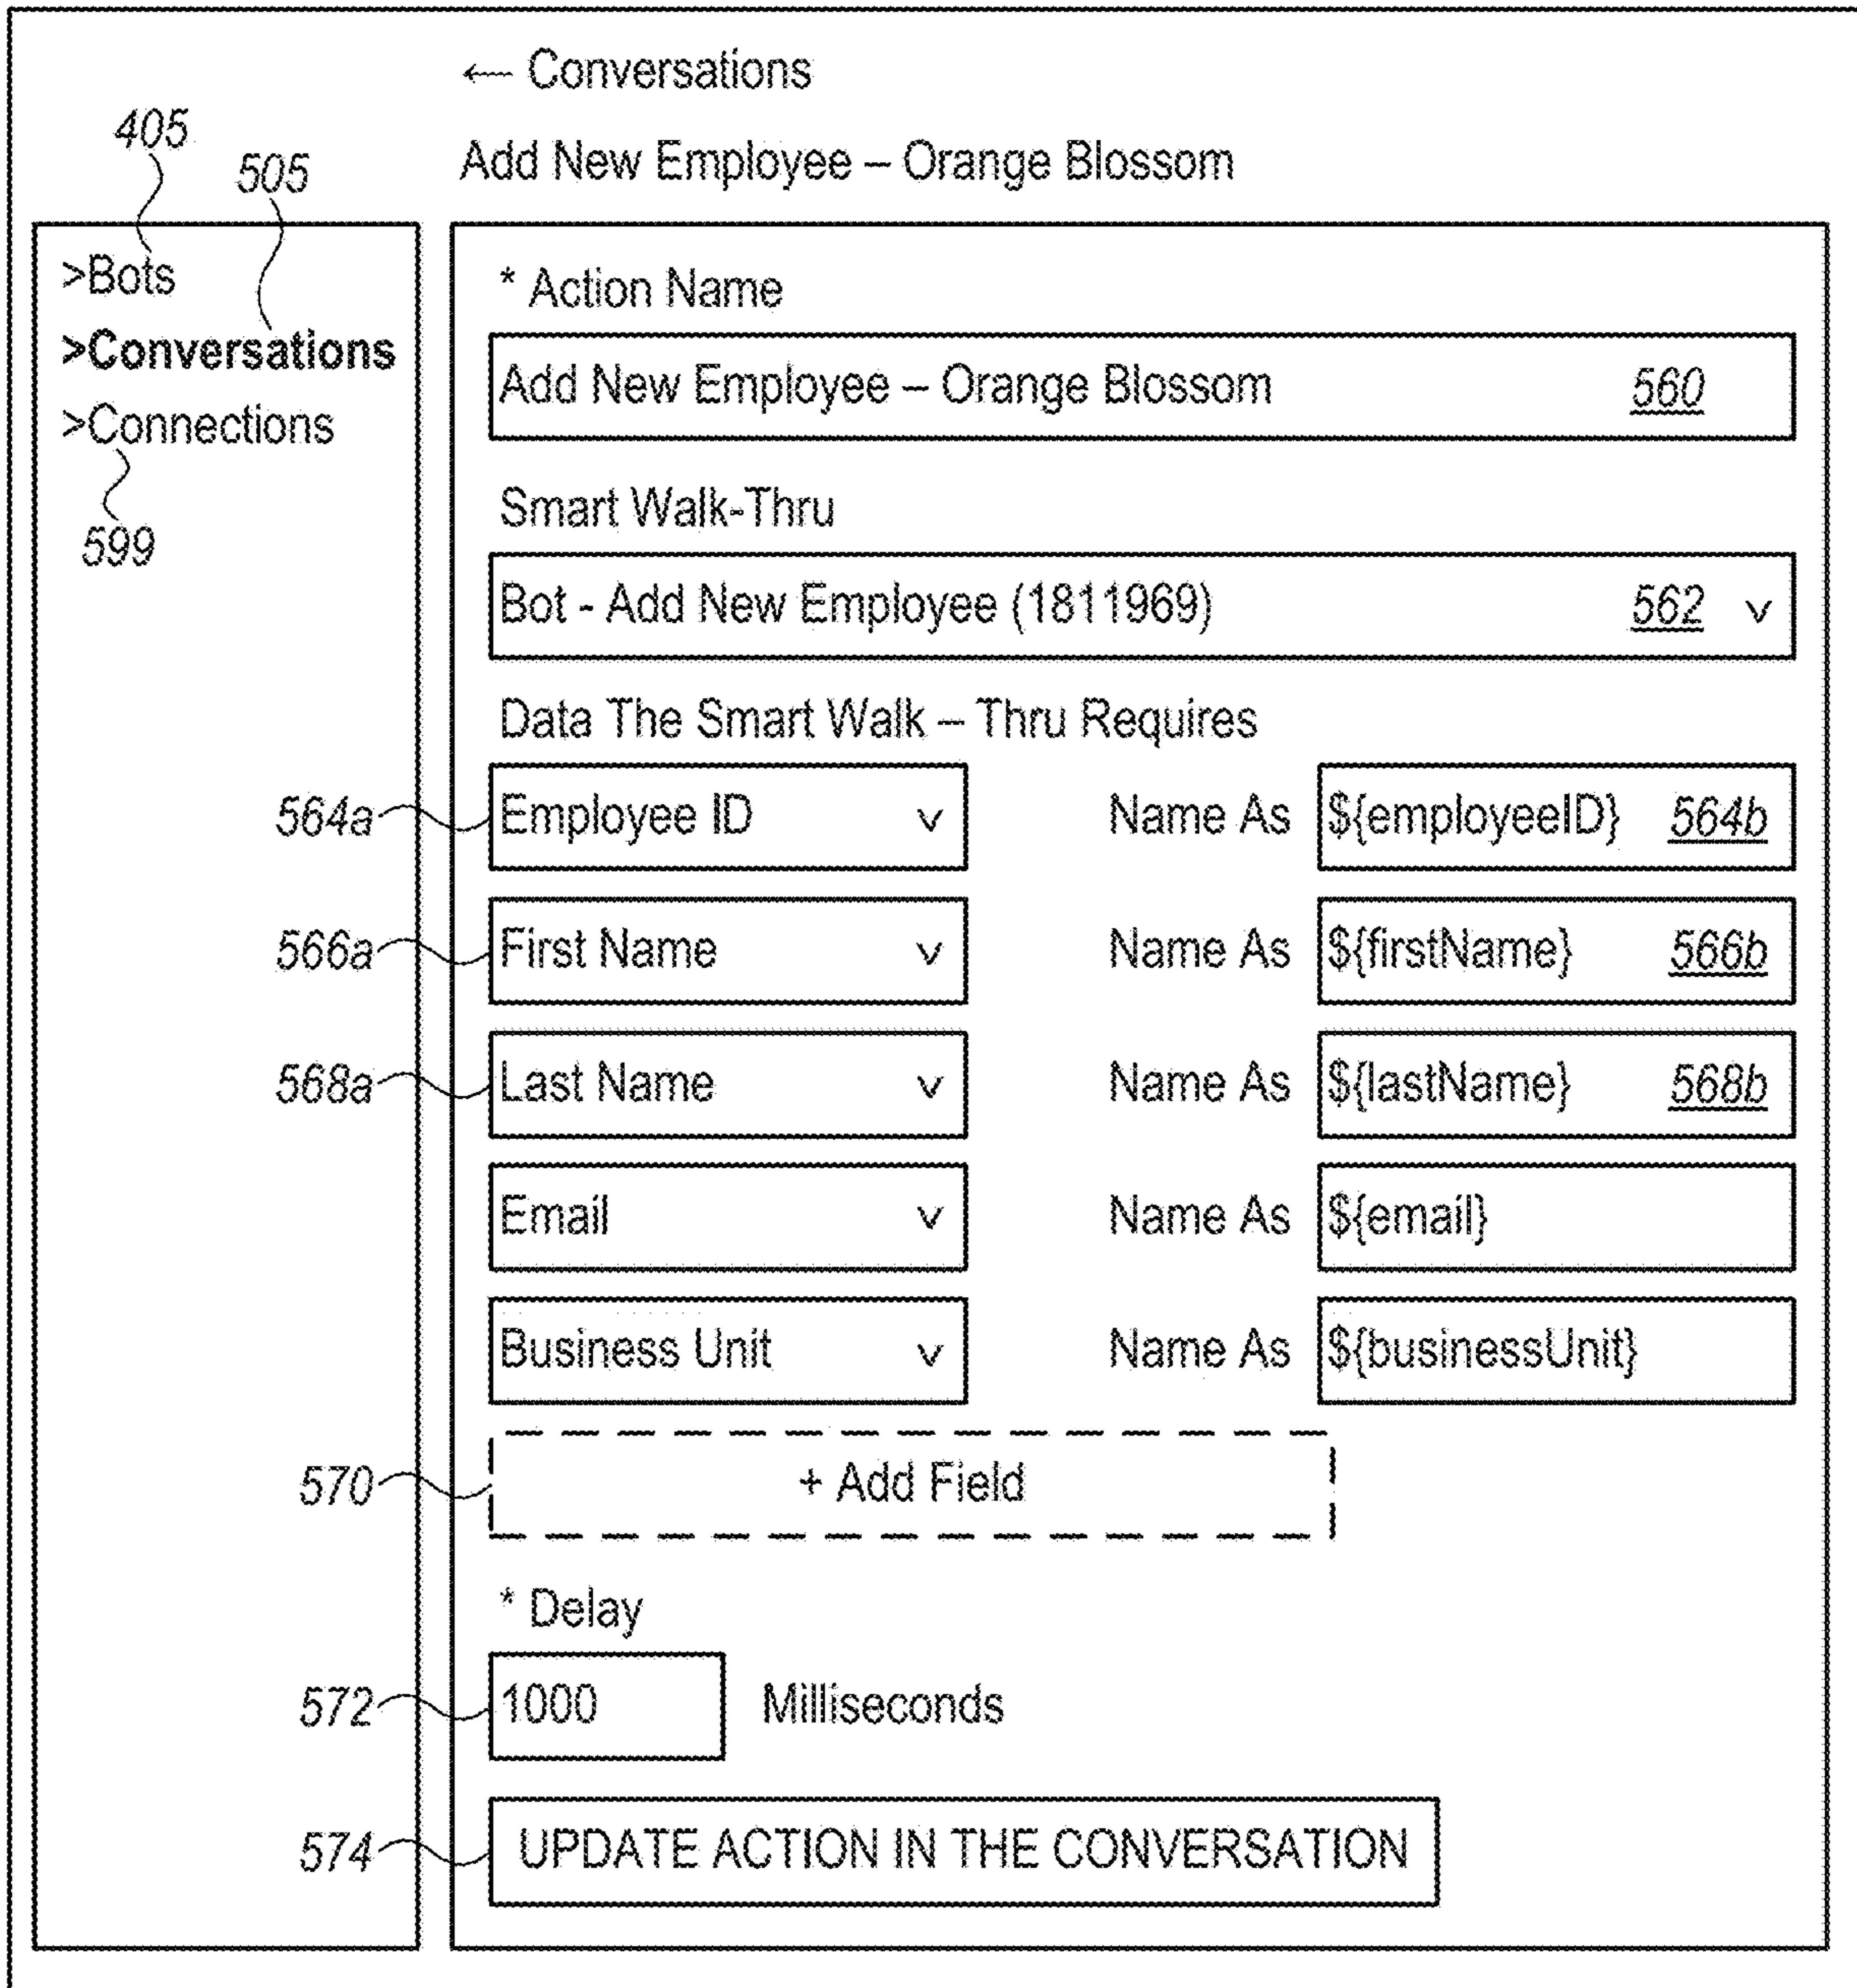 ← Conversations
Add New Employee – Orange Blossom
405
505
>Bots
>Conversations
>Connections
599
* Action Name
Add New Employee – Orange Blossom 560
Smart Walk-Thru
Bot - Add New Employee (1811969) 562 v
Data The Smart Walk – Thru Requires
564a Employee ID v Name As ${employeeID} 564b
566a First Name v Name As ${firstName} 566b
568a Last Name v Name As ${lastName} 568b
Email v Name As ${email}
Business Unit v Name As ${businessUnit}
570 + Add Field
* Delay
572 1000 Milliseconds
574 UPDATE ACTION IN THE CONVERSATION